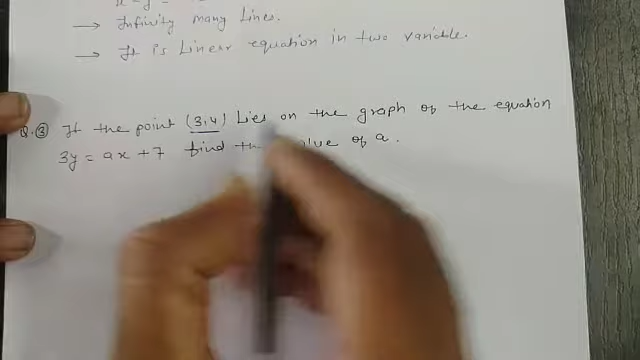 → Infinity many Lines.
→ It is Linear equation in two variable.
Q.③ If the point (3,4) Lies on the graph of the equation
3y = ax + 7 find the value of a.